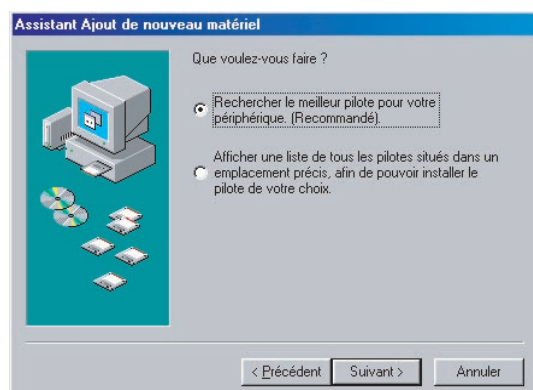 Assistant Ajout de nouveau matériel
Que voulez-vous faire ?
Rechercher le meilleur pilote pour votre
périphérique. (Recommandé).
Afficher une liste de tous les pilotes situés dans un
emplacement précis, afin de pouvoir installer le
pilote de votre choix.
< Précédent
Suivant >
Annuler